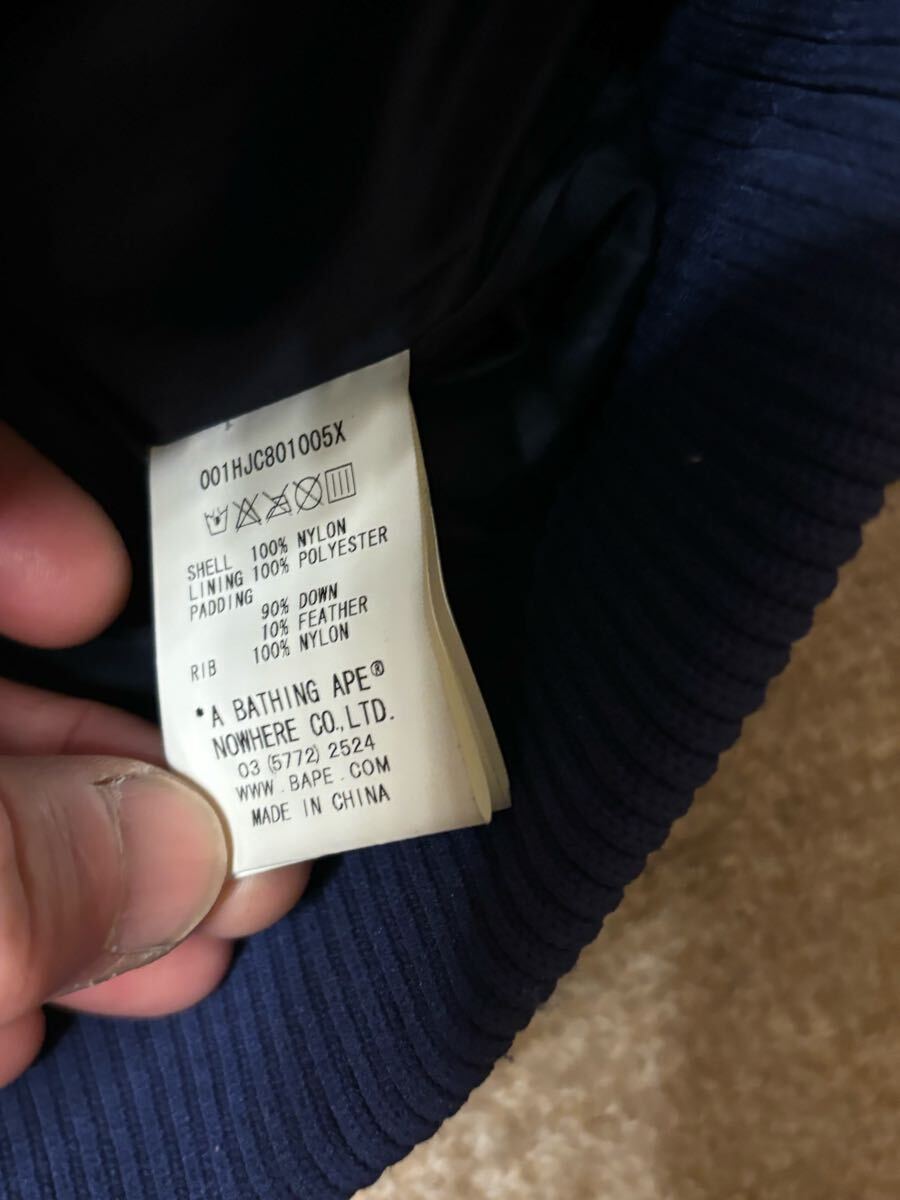 001HJC801005X
SHELL 100% NYLON
LINING 100% POLYESTER
PADDING
90% DOWN
10% FEATHER
RIB 100% NYLON
*A BATHING APE®
NOWHERE CO.,LTD.
03 (5772) 2524
WWW.BAPE.COM
MADE IN CHINA